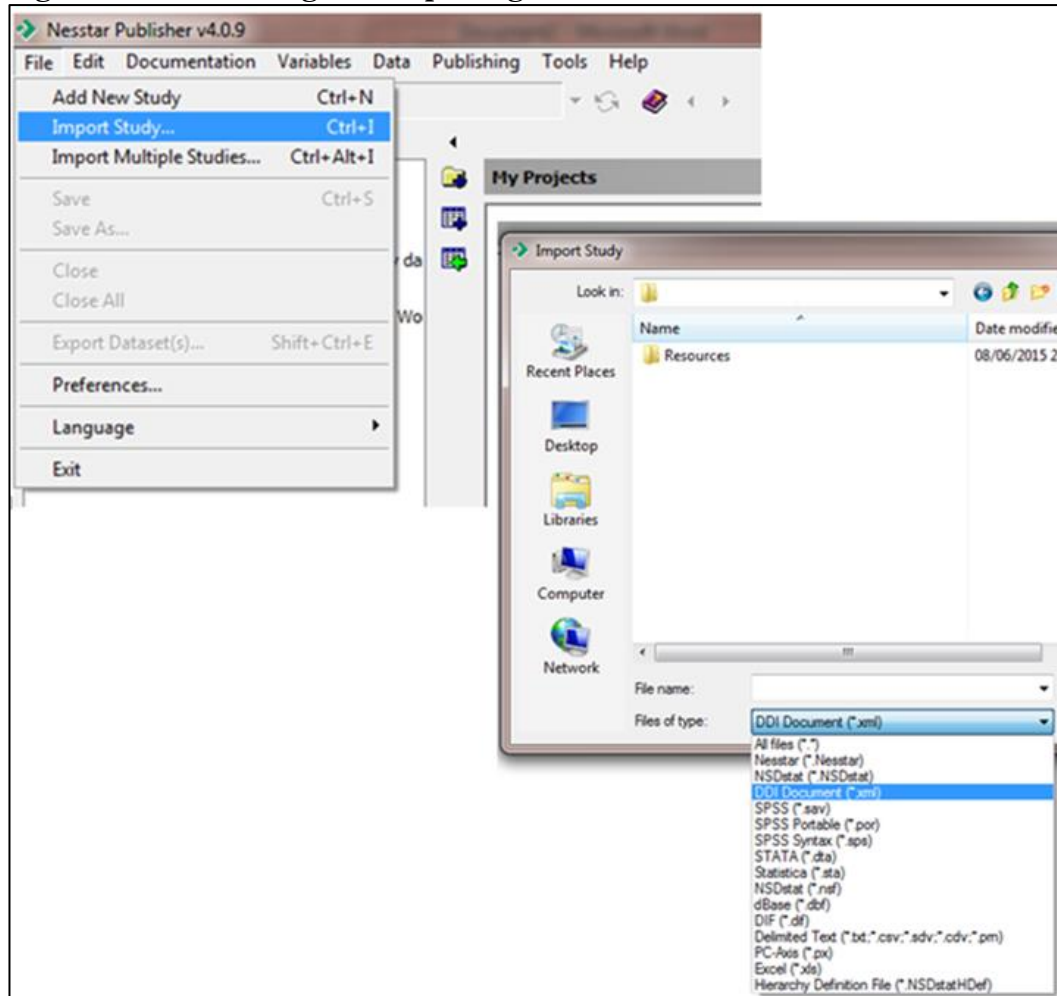 Nesstar Publisher v4.0.9
File Edit Documentation Variables Data Publishing Tools Help
Add New Study Ctrl+N
Import Study... Ctrl+I
Import Multiple Studies... Ctrl+Alt+I
Save Ctrl+S
Save As...
Close
Close All
Export Dataset(s)... Shift+Ctrl+E
Preferences...
Language
Exit
da
Wo
My Projects
Import Study
Look in:
Name Date modifie
Resources 08/06/2015 2
Recent Places
Desktop
Libraries
Computer
Network
File name:
Files of type: DDI Document (*.xml)
All files (*.*)
Nesstar (*.Nesstar)
NSDstat (*.NSDstat)
DDI Document (*.xml)
SPSS (*.sav)
SPSS Portable (*.por)
SPSS Syntax (*.sps)
STATA (*.dta)
Statistica (*.sta)
NSDstat (*.nsf)
dBase (*.dbf)
DIF (*.dif)
Delimited Text (*.txt;*.csv;*.sdv;*.cdv;*.prn)
PC-Axis (*.px)
Excel (*.xls)
Hierarchy Definition File (*.NSDstatHDef)